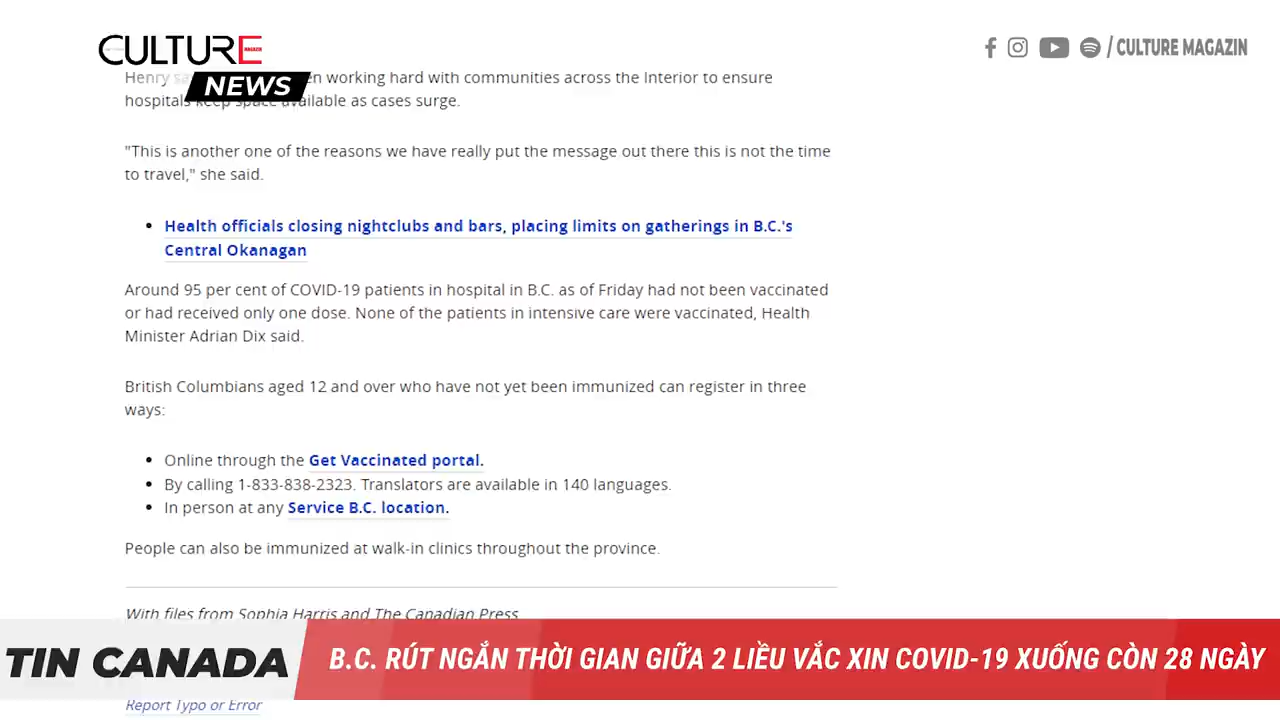 CULTURE
MAGAZIN
NEWS
/ CULTURE MAGAZIN
Henry working hard with communities across the Interior to ensure
hospitals keep space available as cases surge.
"This is another one of the reasons we have really put the message out there this is not the time
to travel," she said.
• Health officials closing nightclubs and bars, placing limits on gatherings in B.C.'s
Central Okanagan
Around 95 per cent of COVID-19 patients in hospital in B.C. as of Friday had not been vaccinated
or had received only one dose. None of the patients in intensive care were vaccinated, Health
Minister Adrian Dix said.
British Columbians aged 12 and over who have not yet been immunized can register in three
ways:
• Online through the Get Vaccinated portal.
• By calling 1-833-838-2323. Translators are available in 140 languages.
• In person at any Service B.C. location.
People can also be immunized at walk-in clinics throughout the province.
With files from Sophia Harris and The Canadian Press
TIN CANADA
B.C. RÚT NGẮN THỜI GIAN GIỮA 2 LIỀU VẮC XIN COVID-19 XUỐNG CÒN 28 NGÀY
Report Typo or Error